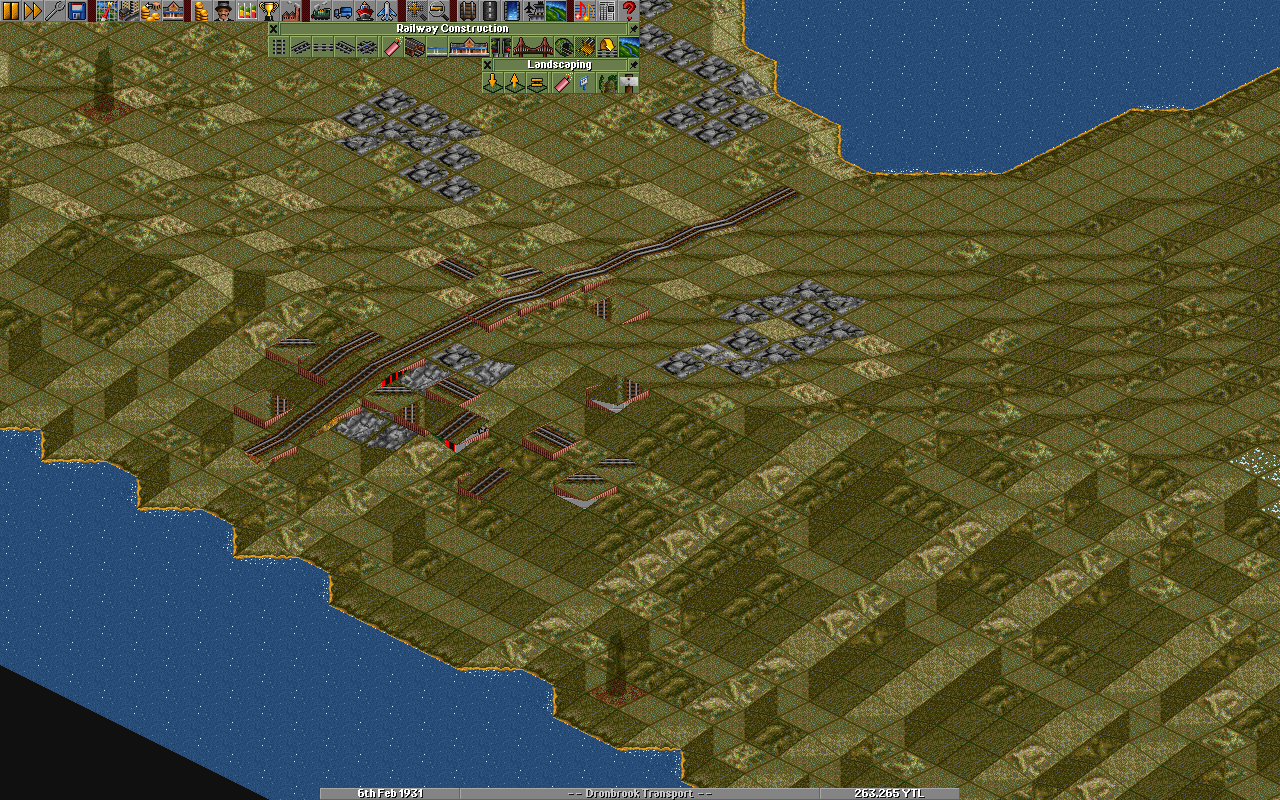 Railway Construction
Landscaping
6th Feb 1931
-- Dronbrook Transport --
263,265 YTL